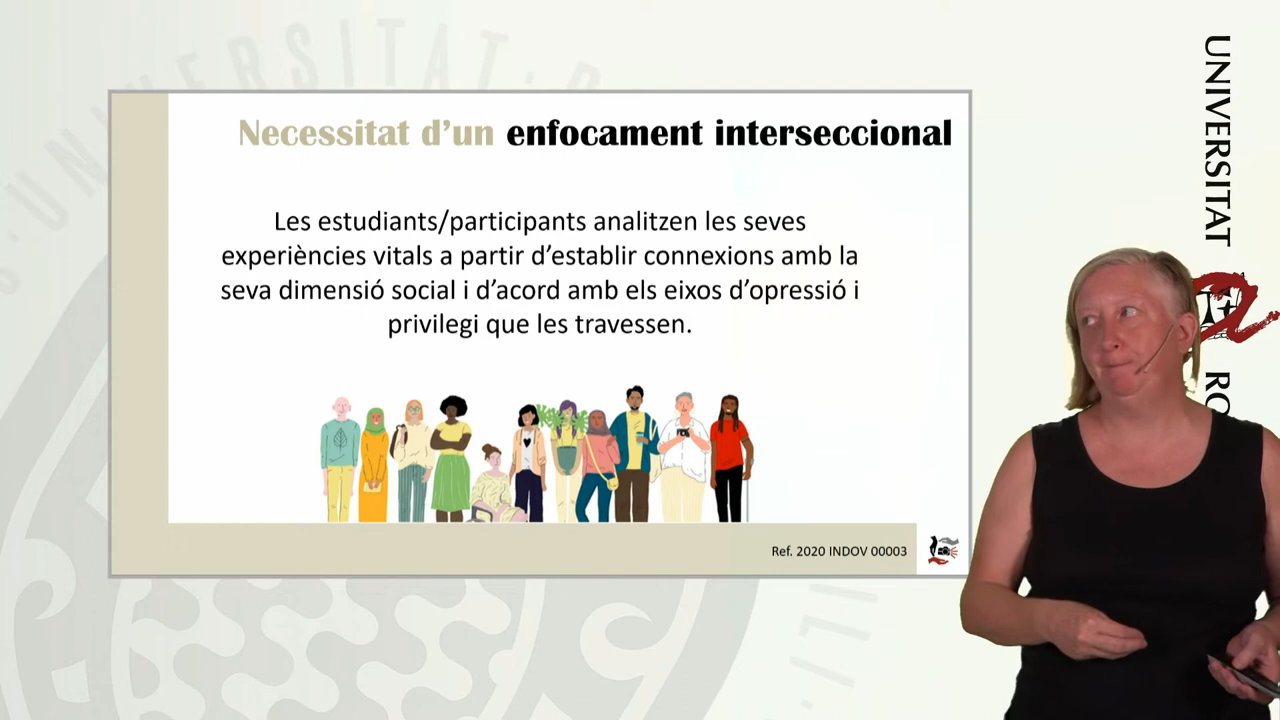 Necessitat d’un enfocament interseccional
Les estudiants/participants analitzen les seves
experiències vitals a partir d’establir connexions amb la
seva dimensió social i d’acord amb els eixos d’opressió i
privilegi que les travessen.
Ref. 2020 INDOV 00003
UNIVERSITAT
RO
UNIVERSITAT